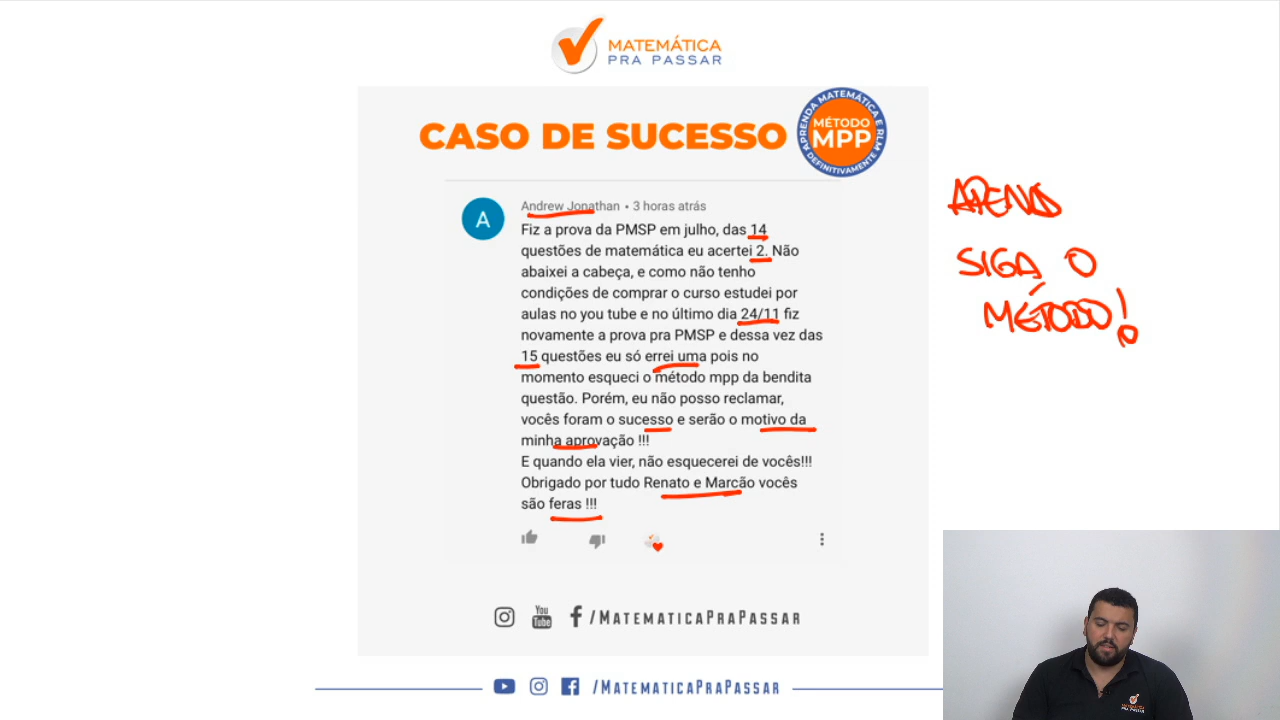 MATEMÁTICA
PRA PASSAR
CASO DE SUCESSO
APRENDA MATEMÁTICA E RLM
MÉTODO
MPP
DEFINITIVAMENTE
A
Andrew Jonathan • 3 horas atrás
Fiz a prova da PMSP em julho, das 14
questões de matemática eu acertei 2. Não
abaixei a cabeça, e como não tenho
condições de comprar o curso estudei por
aulas no you tube e no último dia 24/11 fiz
novamente a prova pra PMSP e dessa vez das
15 questões eu só errei uma pois no
momento esqueci o método mpp da bendita
questão. Porém, eu não posso reclamar,
vocês foram o sucesso e serão o motivo da
minha aprovação !!!
E quando ela vier, não esquecerei de vocês!!!
Obrigado por tudo Renato e Marcão vocês
são feras !!!
SIGA O
MÉTODO!
You
Tube
/MATEMATICAPRAPASSAR
/MATEMATICAPRAPASSAR
MATEMÁTICA
PRA PASSAR